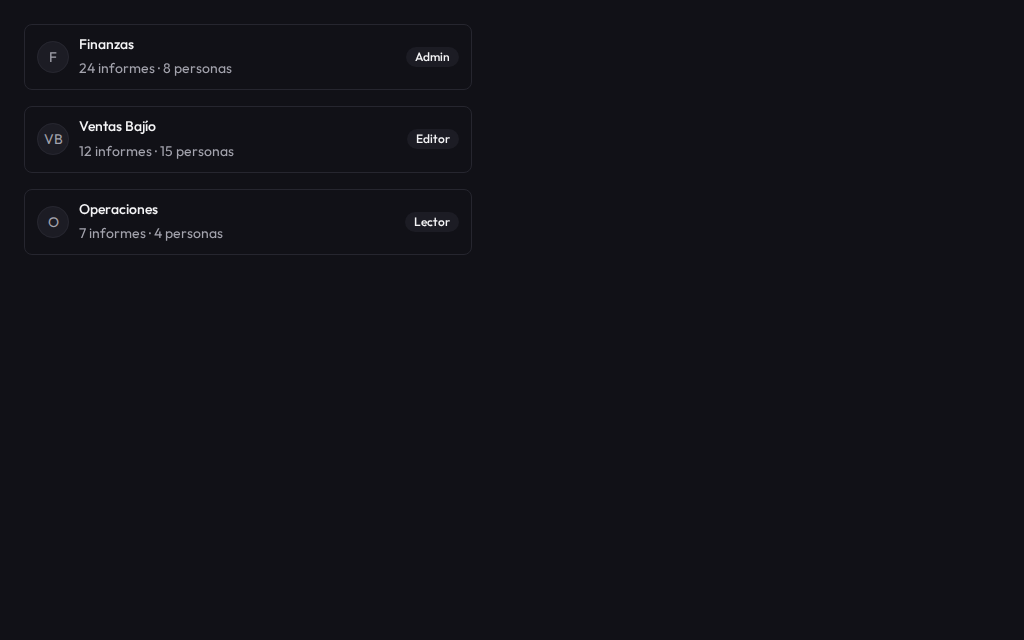 F
Finanzas
24 informes · 8 personas
Admin
VB
Ventas Bajío
12 informes · 15 personas
Editor
O
Operaciones
7 informes · 4 personas
Lector